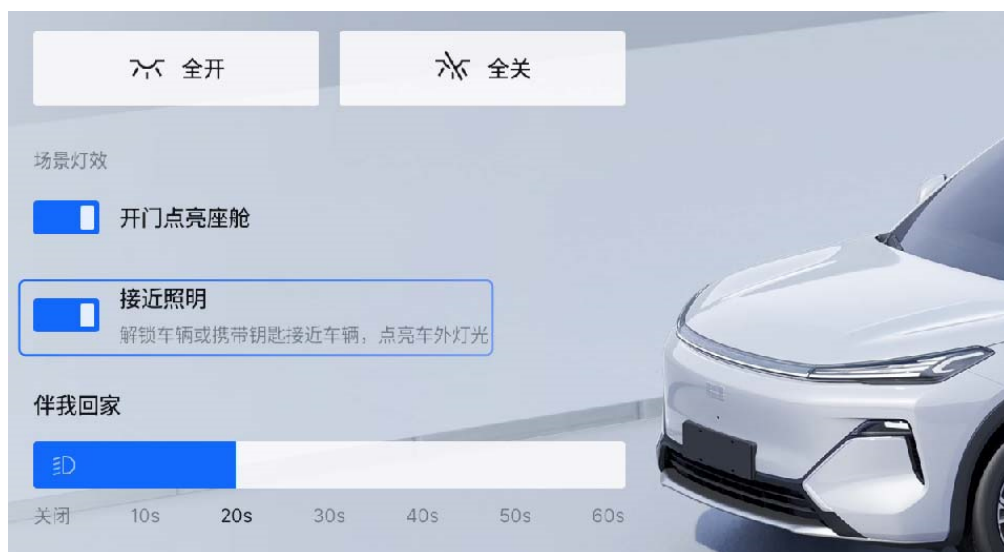 全开
全关
场景灯效
开门点亮座舱
接近照明
解锁车辆或携带钥匙接近车辆，点亮车外灯光
伴我回家
关闭 10s 20s 30s 40s 50s 60s